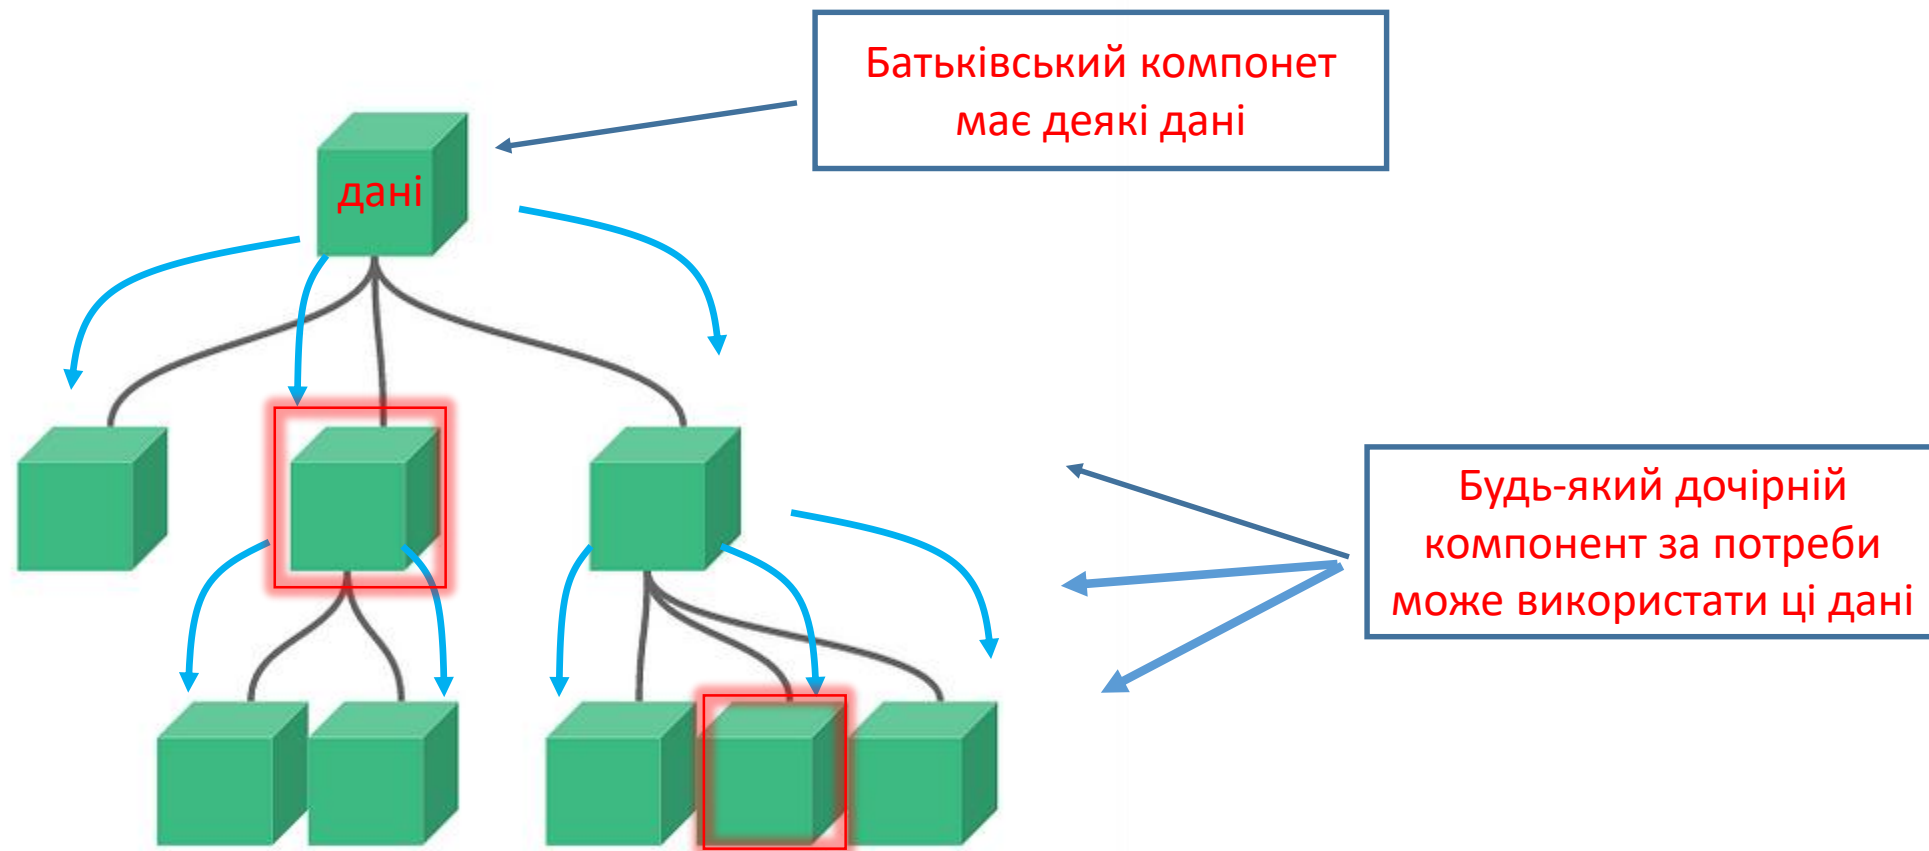 Батьківський компонет
має деякі дані
дані
Будь-який дочірній
компонент за потреби
може використати ці дані